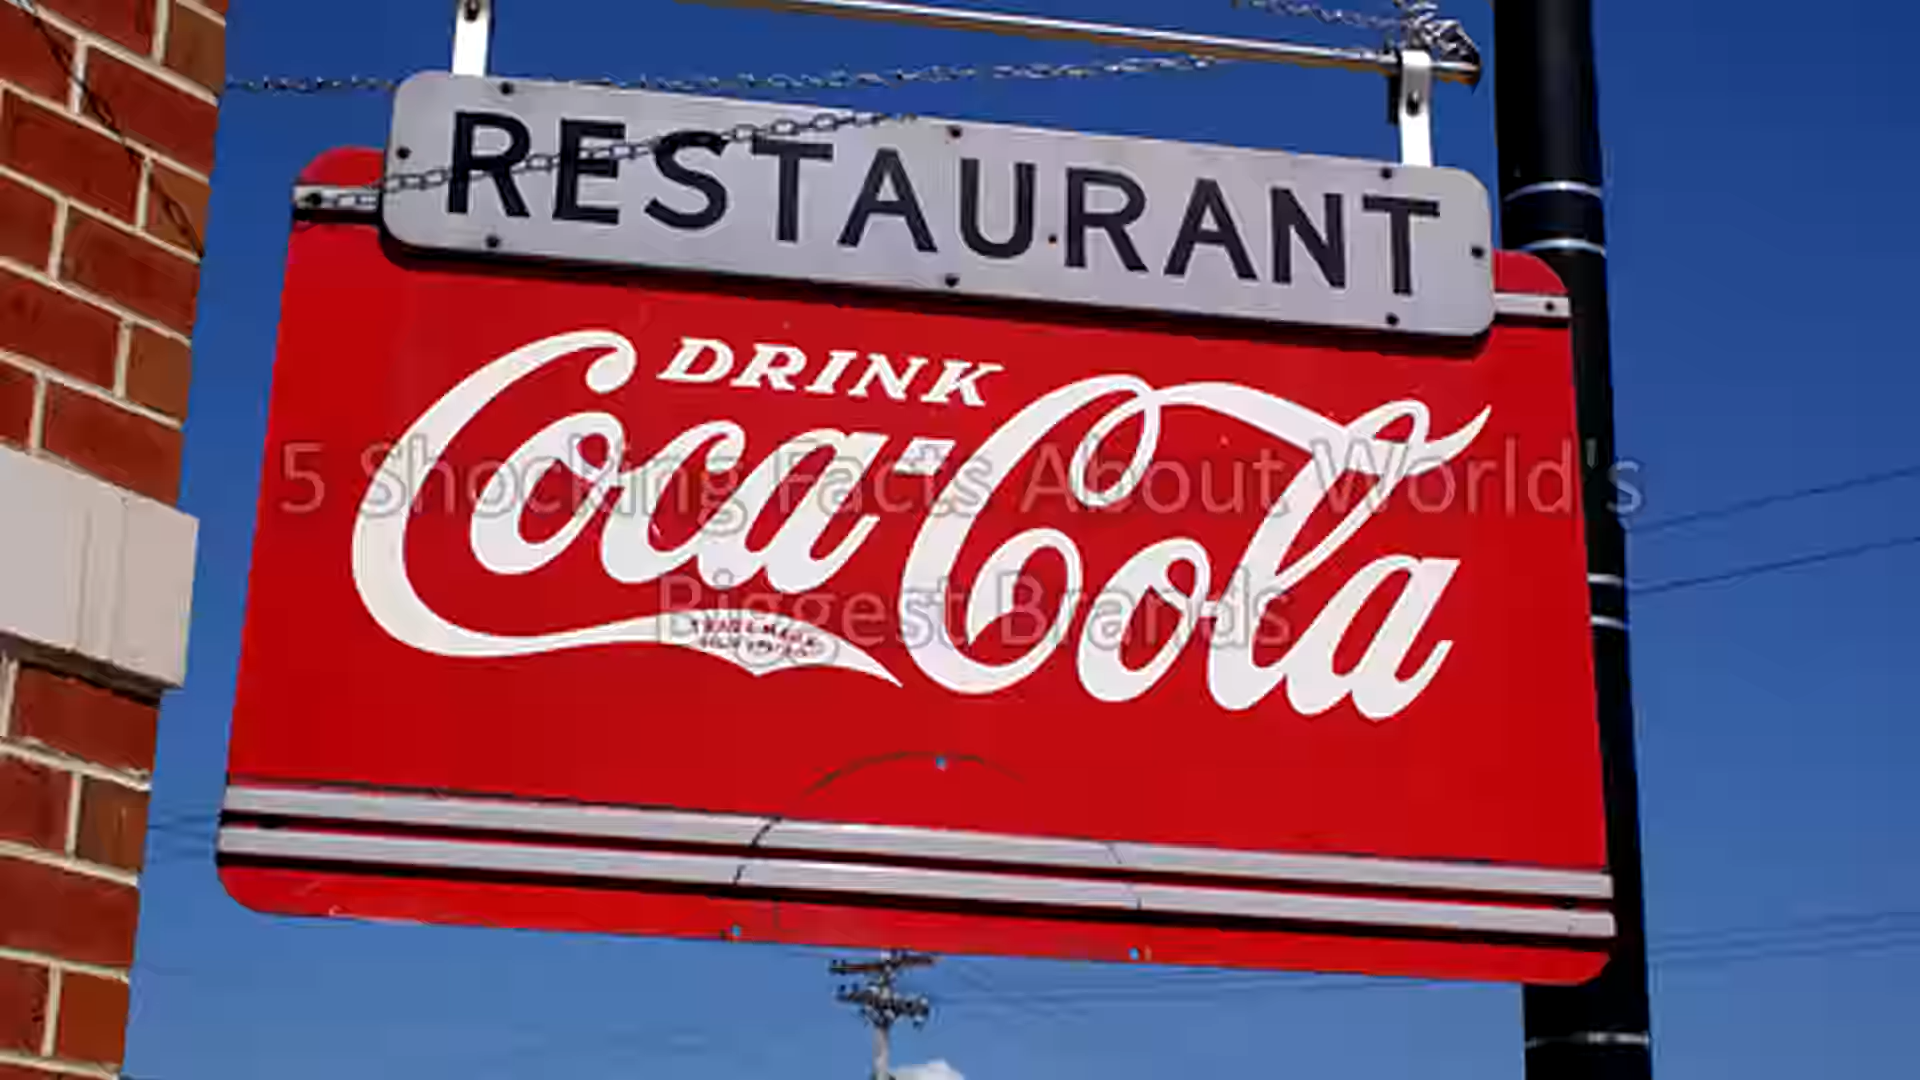 RESTAURANT
DRINK
Coca-Cola
5 Shocking Facts About World's
Biggest Brands